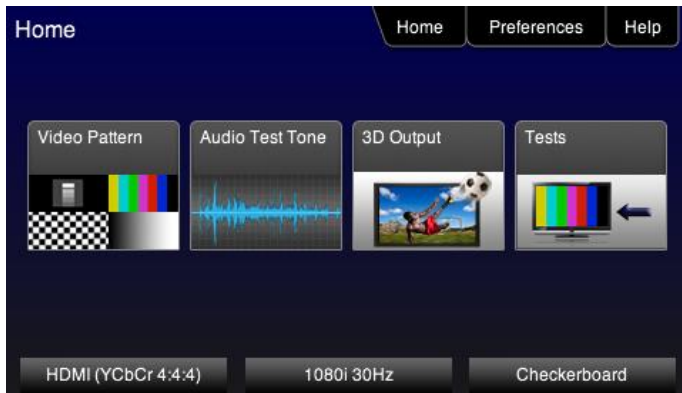 Home
Home
Preferences
Help
Video Pattern
Audio Test Tone
3D Output
Tests
HDMI (YCbCr 4:4:4)
1080i 30Hz
Checkerboard